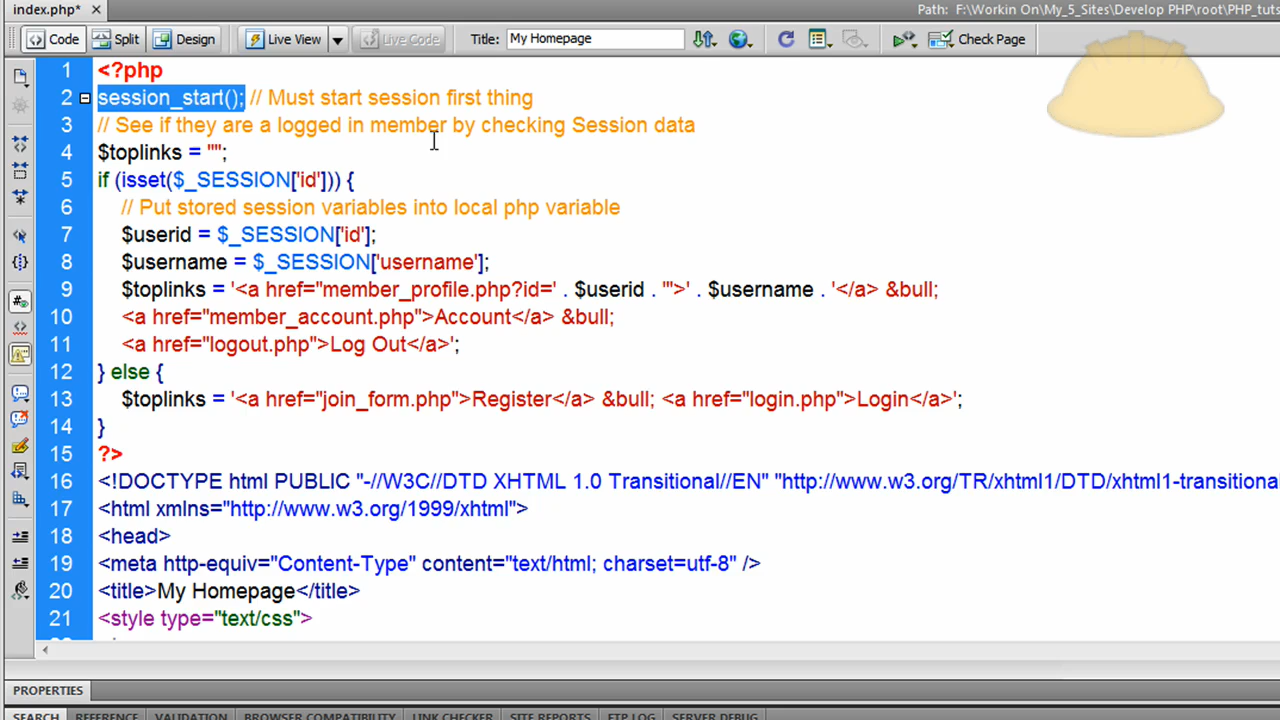 index.php* ×
Path: F:\Workin On\My_5_Sites\Develop PHP\root\PHP_tuts
Code Split Design Live View Live Code Title: My Homepage Check Page
1 <?php
2 session_start(); // Must start session first thing
3 // See if they are a logged in member by checking Session data
4 $toplinks = "";
5 if (isset($_SESSION['id'])) {
6 // Put stored session variables into local php variable
7 $userid = $_SESSION['id'];
8 $username = $_SESSION['username'];
9 $toplinks = '<a href="member_profile.php?id=' . $userid . '">' . $username . '</a> &bull;
10 <a href="member_account.php">Account</a> &bull;
11 <a href="logout.php">Log Out</a>';
12 } else {
13 $toplinks = '<a href="join_form.php">Register</a> &bull; <a href="login.php">Login</a>';
14 }
15 ?>
16 <!DOCTYPE html PUBLIC "-//W3C//DTD XHTML 1.0 Transitional//EN" "http://www.w3.org/TR/xhtml1/DTD/xhtml1-transitional
17 <html xmlns="http://www.w3.org/1999/xhtml">
18 <head>
19 <meta http-equiv="Content-Type" content="text/html; charset=utf-8" />
20 <title>My Homepage</title>
21 <style type="text/css">
PROPERTIES
SEARCH REFERENCE VALIDATION BROWSER COMPATIBILITY LINK CHECKER SITE REPORTS FTP LOG SERVER DEBUG